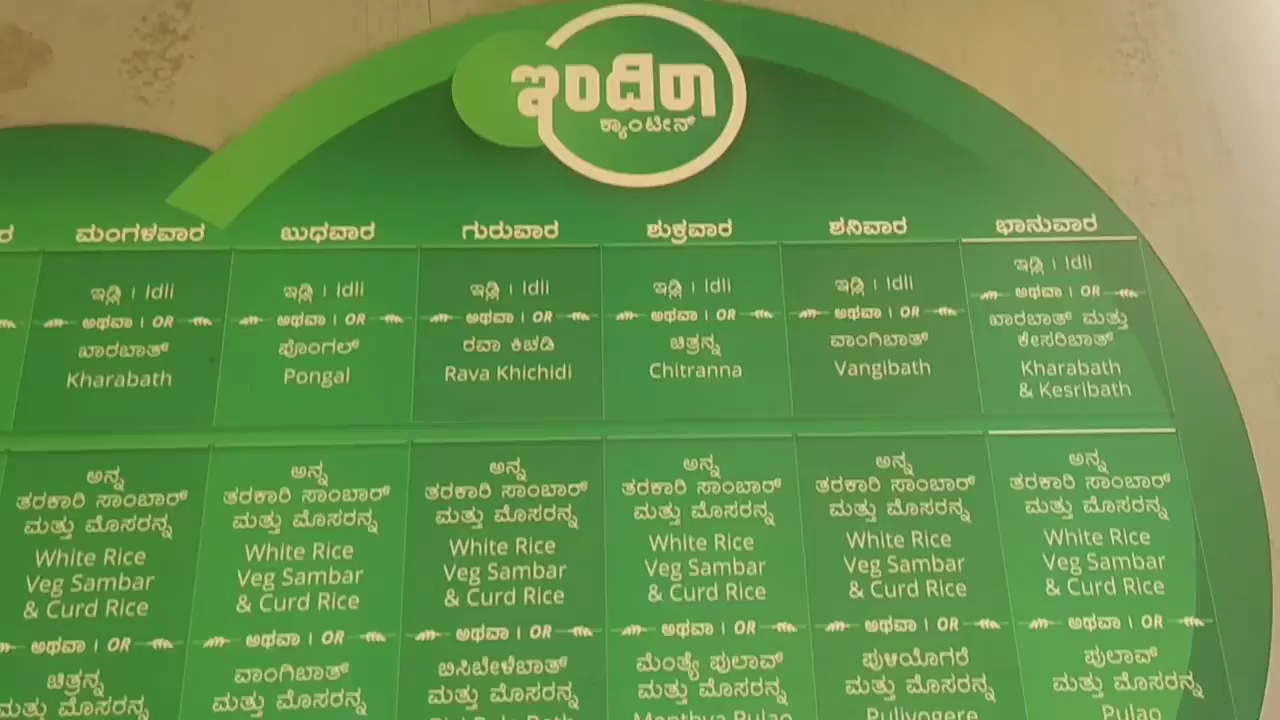 ಇಂದಿರಾ
ಕ್ಯಾಂಟೀನ್
ಮಂಗಳವಾರ
ಇಡ್ಲಿ । Idli
ಅಥವಾ । OR
ಖಾರಬಾತ್
Kharabath
ಅನ್ನ
ತರಕಾರಿ ಸಾಂಬಾರ್
ಮತ್ತು ಮೊಸರನ್ನ
White Rice
Veg Sambar
& Curd Rice
ಅಥವಾ । OR
ಚಿತ್ರನ್ನ
ಮತ್ತು ಮೊಸರನ್ನ
ಬುಧವಾರ
ಇಡ್ಲಿ । Idli
ಅಥವಾ । OR
ಪೊಂಗಲ್
Pongal
ಅನ್ನ
ತರಕಾರಿ ಸಾಂಬಾರ್
ಮತ್ತು ಮೊಸರನ್ನ
White Rice
Veg Sambar
& Curd Rice
ಅಥವಾ । OR
ವಾಂಗಿಬಾತ್
ಮತ್ತು ಮೊಸರನ್ನ
ಗುರುವಾರ
ಇಡ್ಲಿ । Idli
ಅಥವಾ । OR
ರವಾ ಕಿಚಡಿ
Rava Khichidi
ಅನ್ನ
ತರಕಾರಿ ಸಾಂಬಾರ್
ಮತ್ತು ಮೊಸರನ್ನ
White Rice
Veg Sambar
& Curd Rice
ಅಥವಾ । OR
ಬಿಸಿಬೇಳೆಬಾತ್
ಮತ್ತು ಮೊಸರನ್ನ
ಶುಕ್ರವಾರ
ಇಡ್ಲಿ । Idli
ಅಥವಾ । OR
ಚಿತ್ರನ್ನ
Chitranna
ಅನ್ನ
ತರಕಾರಿ ಸಾಂಬಾರ್
ಮತ್ತು ಮೊಸರನ್ನ
White Rice
Veg Sambar
& Curd Rice
ಅಥವಾ । OR
ಮೆಂತ್ಯೆ ಪುಲಾವ್
ಮತ್ತು ಮೊಸರನ್ನ
Menthya Pulao
ಶನಿವಾರ
ಇಡ್ಲಿ । Idli
ಅಥವಾ । OR
ವಾಂಗಿಬಾತ್
Vangibath
ಅನ್ನ
ತರಕಾರಿ ಸಾಂಬಾರ್
ಮತ್ತು ಮೊಸರನ್ನ
White Rice
Veg Sambar
& Curd Rice
ಅಥವಾ । OR
ಪುಳಿಯೊಗರೆ
ಮತ್ತು ಮೊಸರನ್ನ
Puliyogere
ಭಾನುವಾರ
ಇಡ್ಲಿ । Idli
ಅಥವಾ । OR
ಖಾರಬಾತ್ ಮತ್ತು
ಕೇಸರಿಬಾತ್
Kharabath
& Kesribath
ಅನ್ನ
ತರಕಾರಿ ಸಾಂಬಾರ್
ಮತ್ತು ಮೊಸರನ್ನ
White Rice
Veg Sambar
& Curd Rice
ಅಥವಾ । OR
ಪುಲಾವ್
ಮತ್ತು ಮೊಸರನ್ನ
Pulao